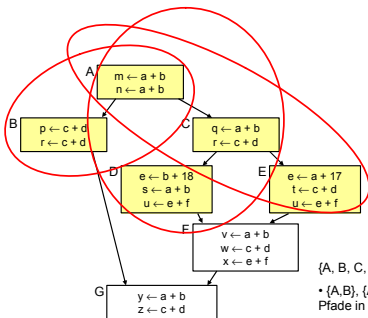 A
m ← a + b
n ← a + b
B
p ← c + d
r ← c + d
C
q ← a + b
r ← c + d
D
e ← b + 18
s ← a + b
u ← e + f
E
e ← a + 17
t ← c + d
u ← e + f
F
v ← a + b
w ← c + d
x ← e + f
G
y ← a + b
z ← c + d
{A, B, C,
• {A,B}, {A
Pfade in